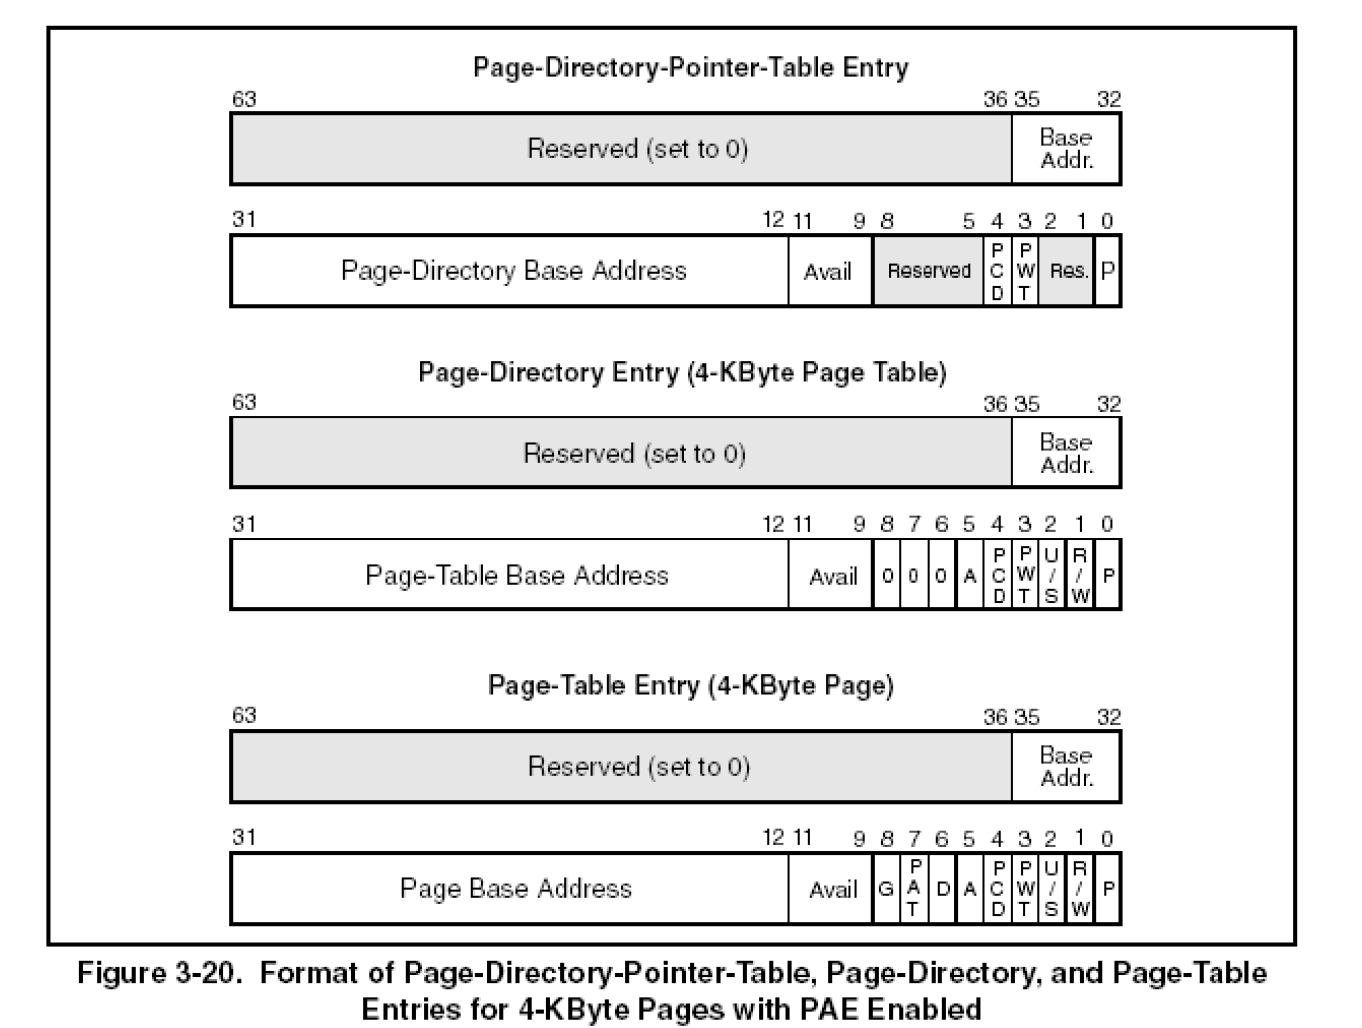 Page-Directory-Pointer-Table Entry
63 36 35 32
Reserved (set to 0) Base Addr.
31 12 11 9 8 5 4 3 2 1 0
Page-Directory Base Address Avail Reserved PCD PWT Res. P
Page-Directory Entry (4-KByte Page Table)
63 36 35 32
Reserved (set to 0) Base Addr.
31 12 11 9 8 7 6 5 4 3 2 1 0
Page-Table Base Address Avail 0 0 0 A PCD PWT U/S R/W P
Page-Table Entry (4-KByte Page)
63 36 35 32
Reserved (set to 0) Base Addr.
31 12 11 9 8 7 6 5 4 3 2 1 0
Page Base Address Avail G PAT D A PCD PWT U/S R/W P
Figure 3-20. Format of Page-Directory-Pointer-Table, Page-Directory, and Page-Table
Entries for 4-KByte Pages with PAE Enabled